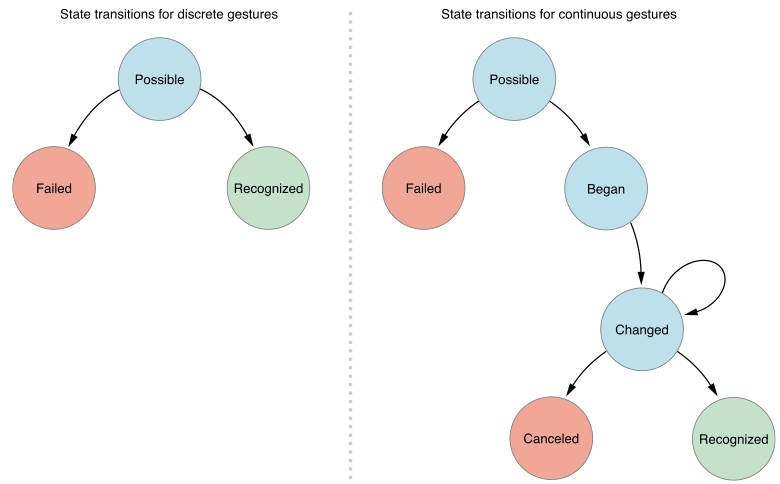 State transitions for discrete gestures
Possible
Failed
Recognized
State transitions for continuous gestures
Possible
Failed
Began
Changed
Canceled
Recognized